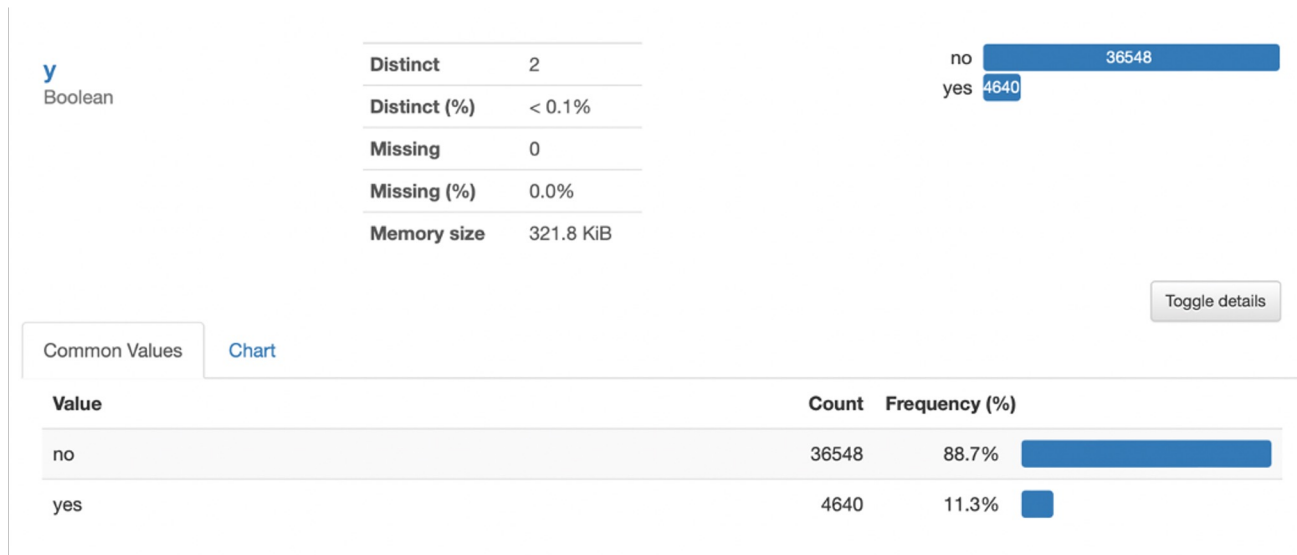 y
Boolean
Distinct 2
Distinct (%) < 0.1%
Missing 0
Missing (%) 0.0%
Memory size 321.8 KiB
no 36548
yes 4640
Toggle details
Common Values Chart
Value Count Frequency (%)
no 36548 88.7%
yes 4640 11.3%